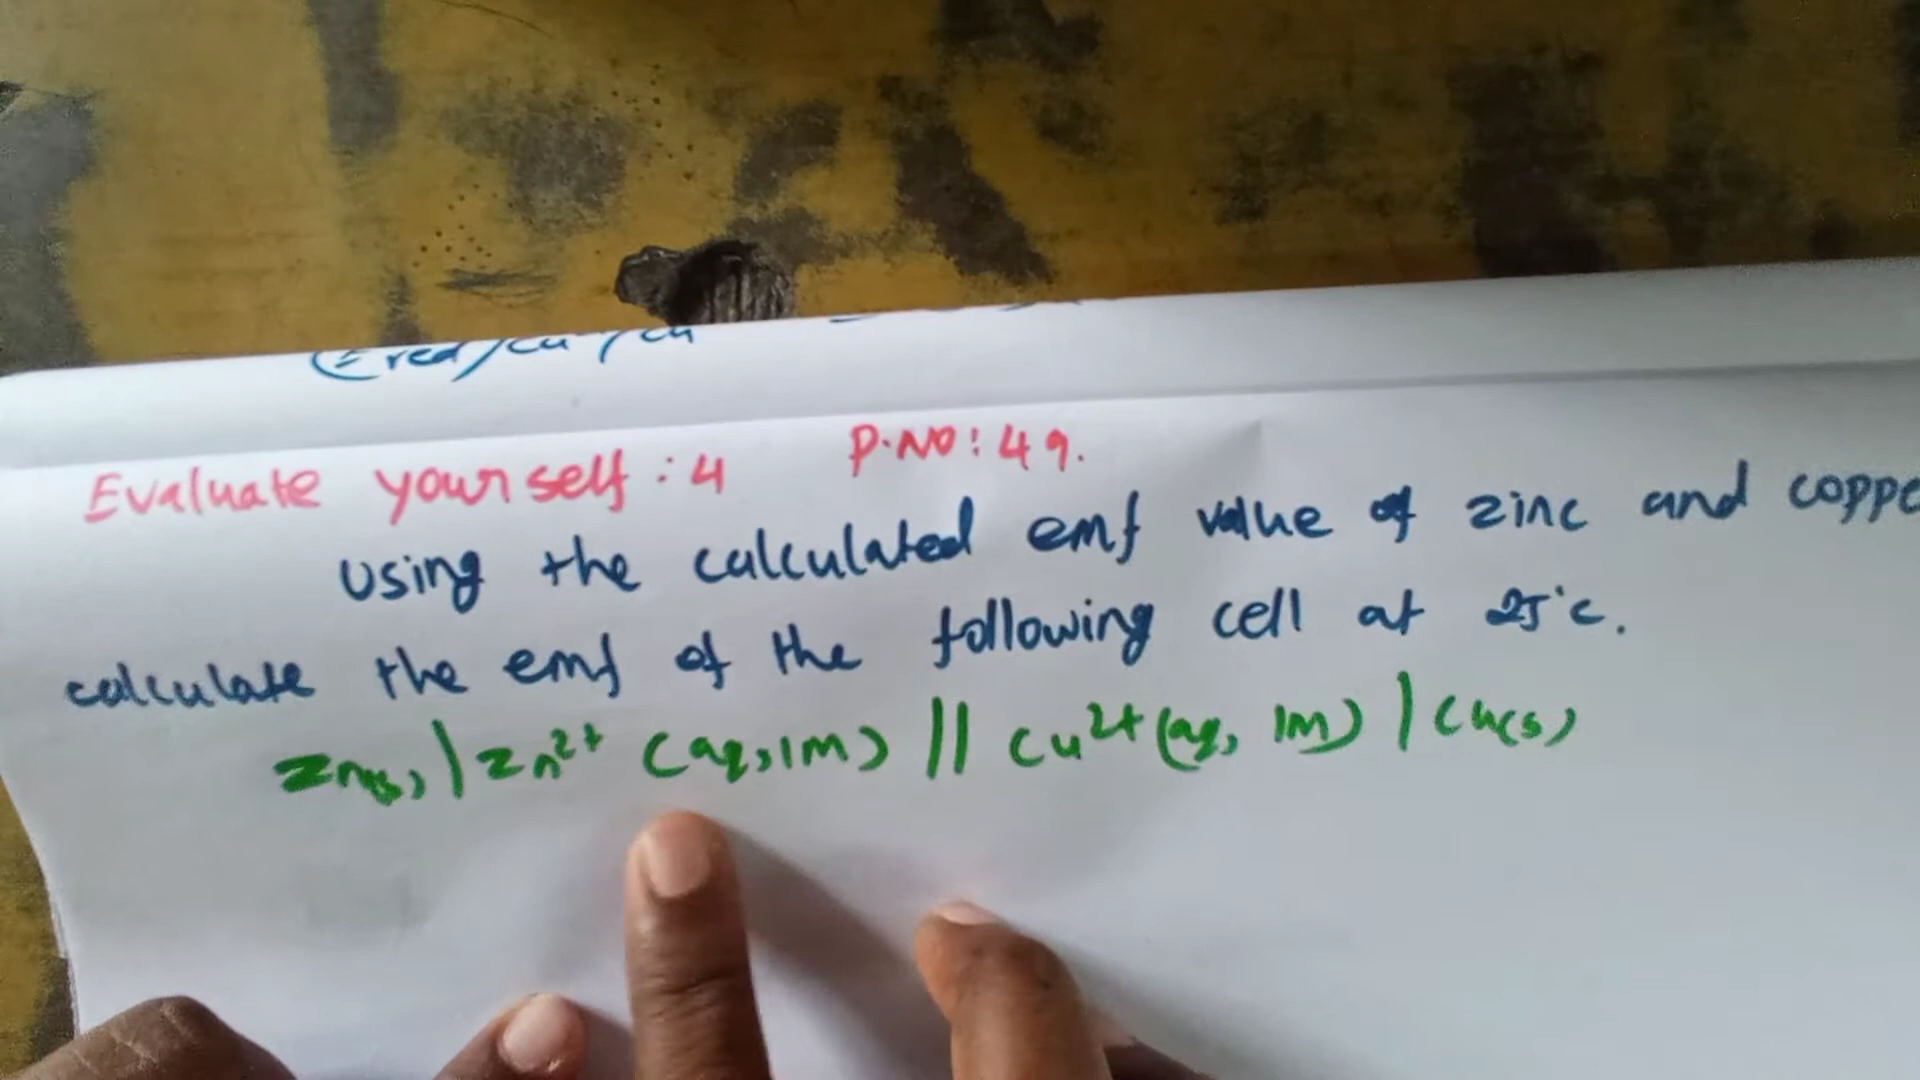 Evaluate yourself : 4 P.NO: 49.
Using the calculated emf value of zinc and coppe
calculate the emf of the following cell at 25°c.
Zn(s) | Zn²⁺ (aq, 1M) || Cu²⁺ (aq, 1M) | Cu(s)